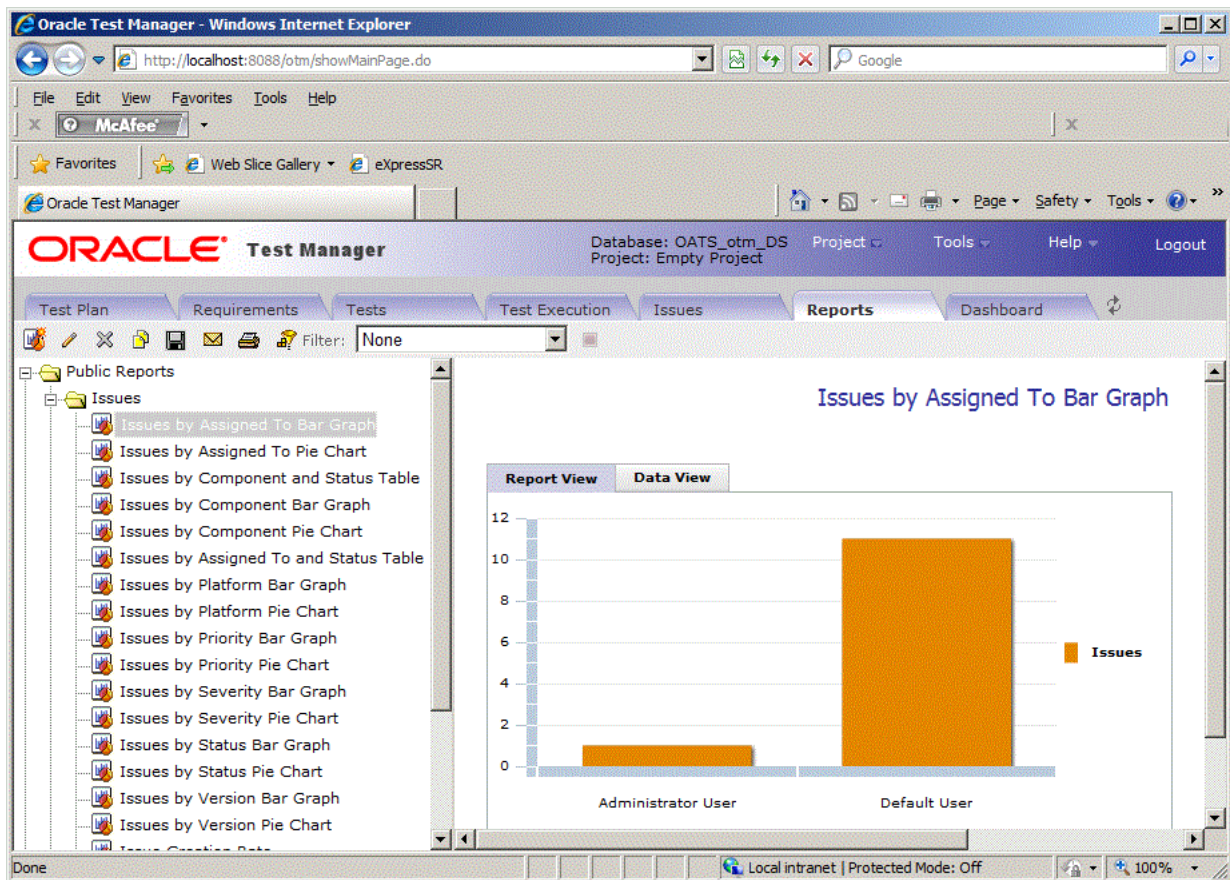 Oracle Test Manager - Windows Internet Explorer
http://localhost:8088/otm/showMainPage.do
Google
File Edit View Favorites Tools Help
McAfee
Favorites Web Slice Gallery eXpressSR
Oracle Test Manager Page Safety Tools
ORACLE Test Manager
Database: OATS_otm_DS
Project: Empty Project
Project Tools Help Logout
Test Plan Requirements Tests Test Execution Issues Reports Dashboard
Filter: None
Public Reports
Issues
Issues by Assigned To Bar Graph
Issues by Assigned To Pie Chart
Issues by Component and Status Table
Issues by Component Bar Graph
Issues by Component Pie Chart
Issues by Assigned To and Status Table
Issues by Platform Bar Graph
Issues by Platform Pie Chart
Issues by Priority Bar Graph
Issues by Priority Pie Chart
Issues by Severity Bar Graph
Issues by Severity Pie Chart
Issues by Status Bar Graph
Issues by Status Pie Chart
Issues by Version Bar Graph
Issues by Version Pie Chart
Issues by Assigned To Bar Graph
Report View Data View
12
10
8
6
4
2
0
Administrator User Default User
Issues
Done Local intranet | Protected Mode: Off 100%